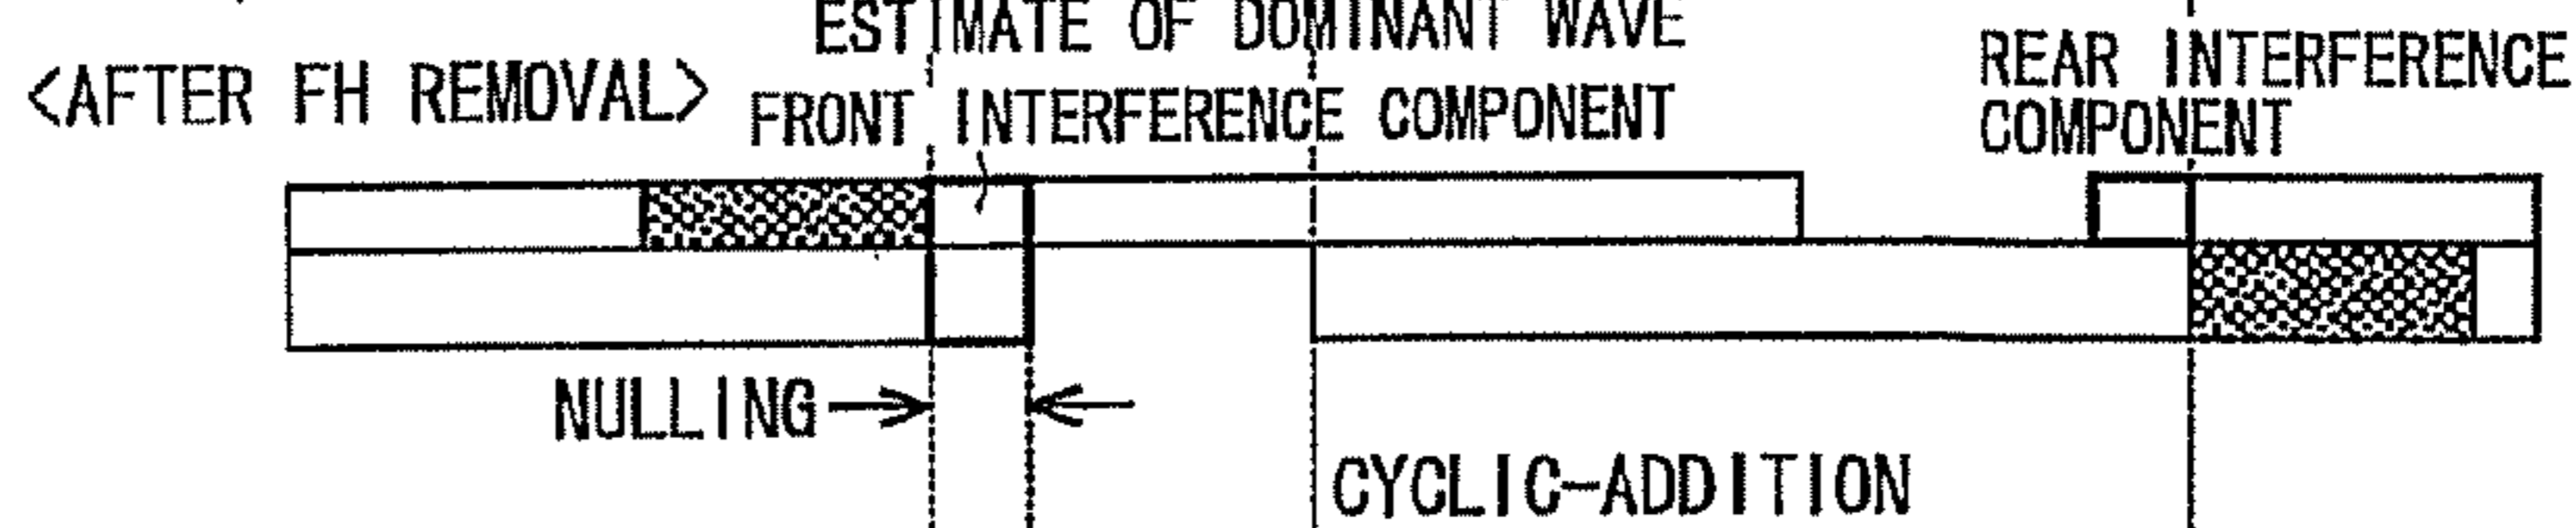 ESTIMATE OF DOMINANT WAVE
<AFTER FH REMOVAL>
FRONT INTERFERENCE COMPONENT
REAR INTERFERENCE
COMPONENT
NULLING
CYCLIC-ADDITION